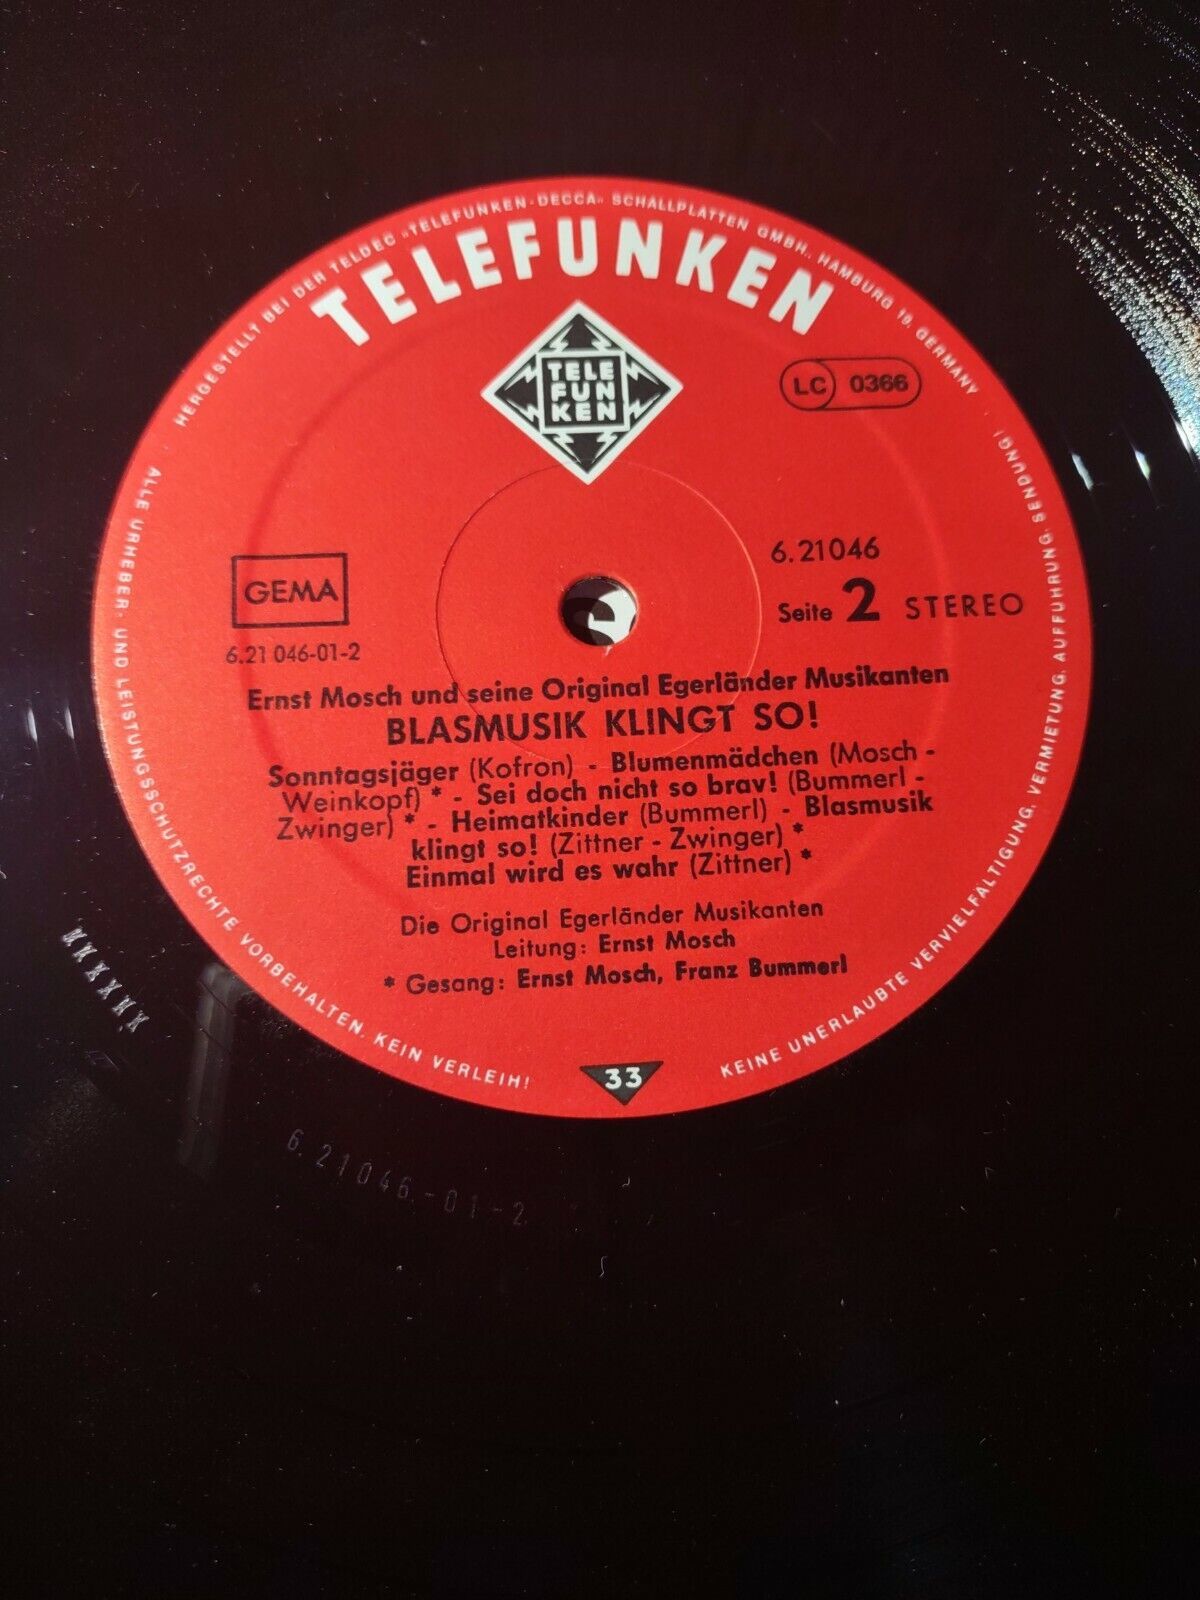 HERGESTELLT BEI DER TELDEC »TELEFUNKEN-DECCA« SCHALLPLATTEN GMBH., HAMBURG 19. GERMANY
TELEFUNKEN
TELE
FUN
KEN
LC 0366
GEMA
6.21 046-01-2
6.21046
Seite 2 STEREO
Ernst Mosch und seine Original Egerländer Musikanten
BLASMUSIK KLINGT SO!
Sonntagsjäger (Kofron) - Blumenmädchen (Mosch -
Weinkopf) * - Sei doch nicht so brav! (Bummerl -
Zwinger) * - Heimatkinder (Bummerl) - Blasmusik
klingt so! (Zittner - Zwinger) *
Einmal wird es wahr (Zittner) *
Die Original Egerländer Musikanten
Leitung: Ernst Mosch
* Gesang: Ernst Mosch, Franz Bummerl
33
ALLE URHEBER- UND LEISTUNGSSCHUTZRECHTE VORBEHALTEN. KEIN VERLEIH!
KEINE UNERLAUBTE VERVIELFÄLTIGUNG, VERMIETUNG, AUFFÜHRUNG, SENDUNG!
6.21046-01-2